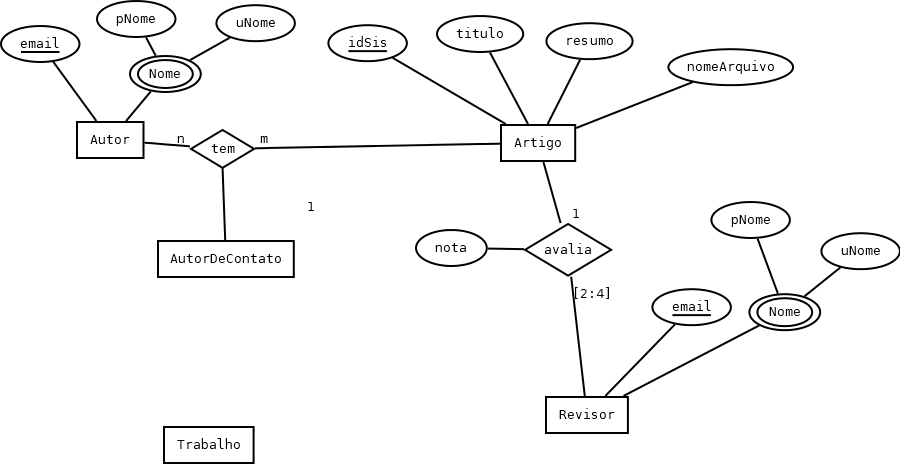 pNome
uNome
email
Nome
idSis
titulo
resumo
nomeArquivo
Autor
n
tem
m
Artigo
1
1
pNome
uNome
nota
avalia
AutorDeContato
[2:4]
email
Nome
Revisor
Trabalho